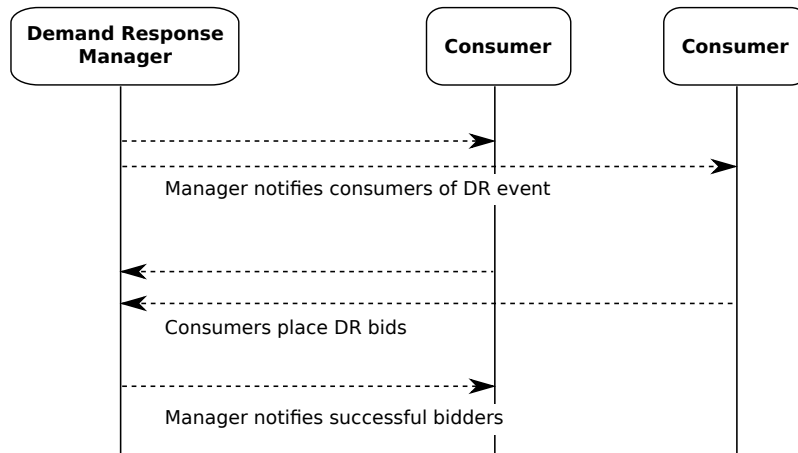 Demand Response
Manager
Consumer
Consumer
Manager notifies consumers of DR event
Consumers place DR bids
Manager notifies successful bidders